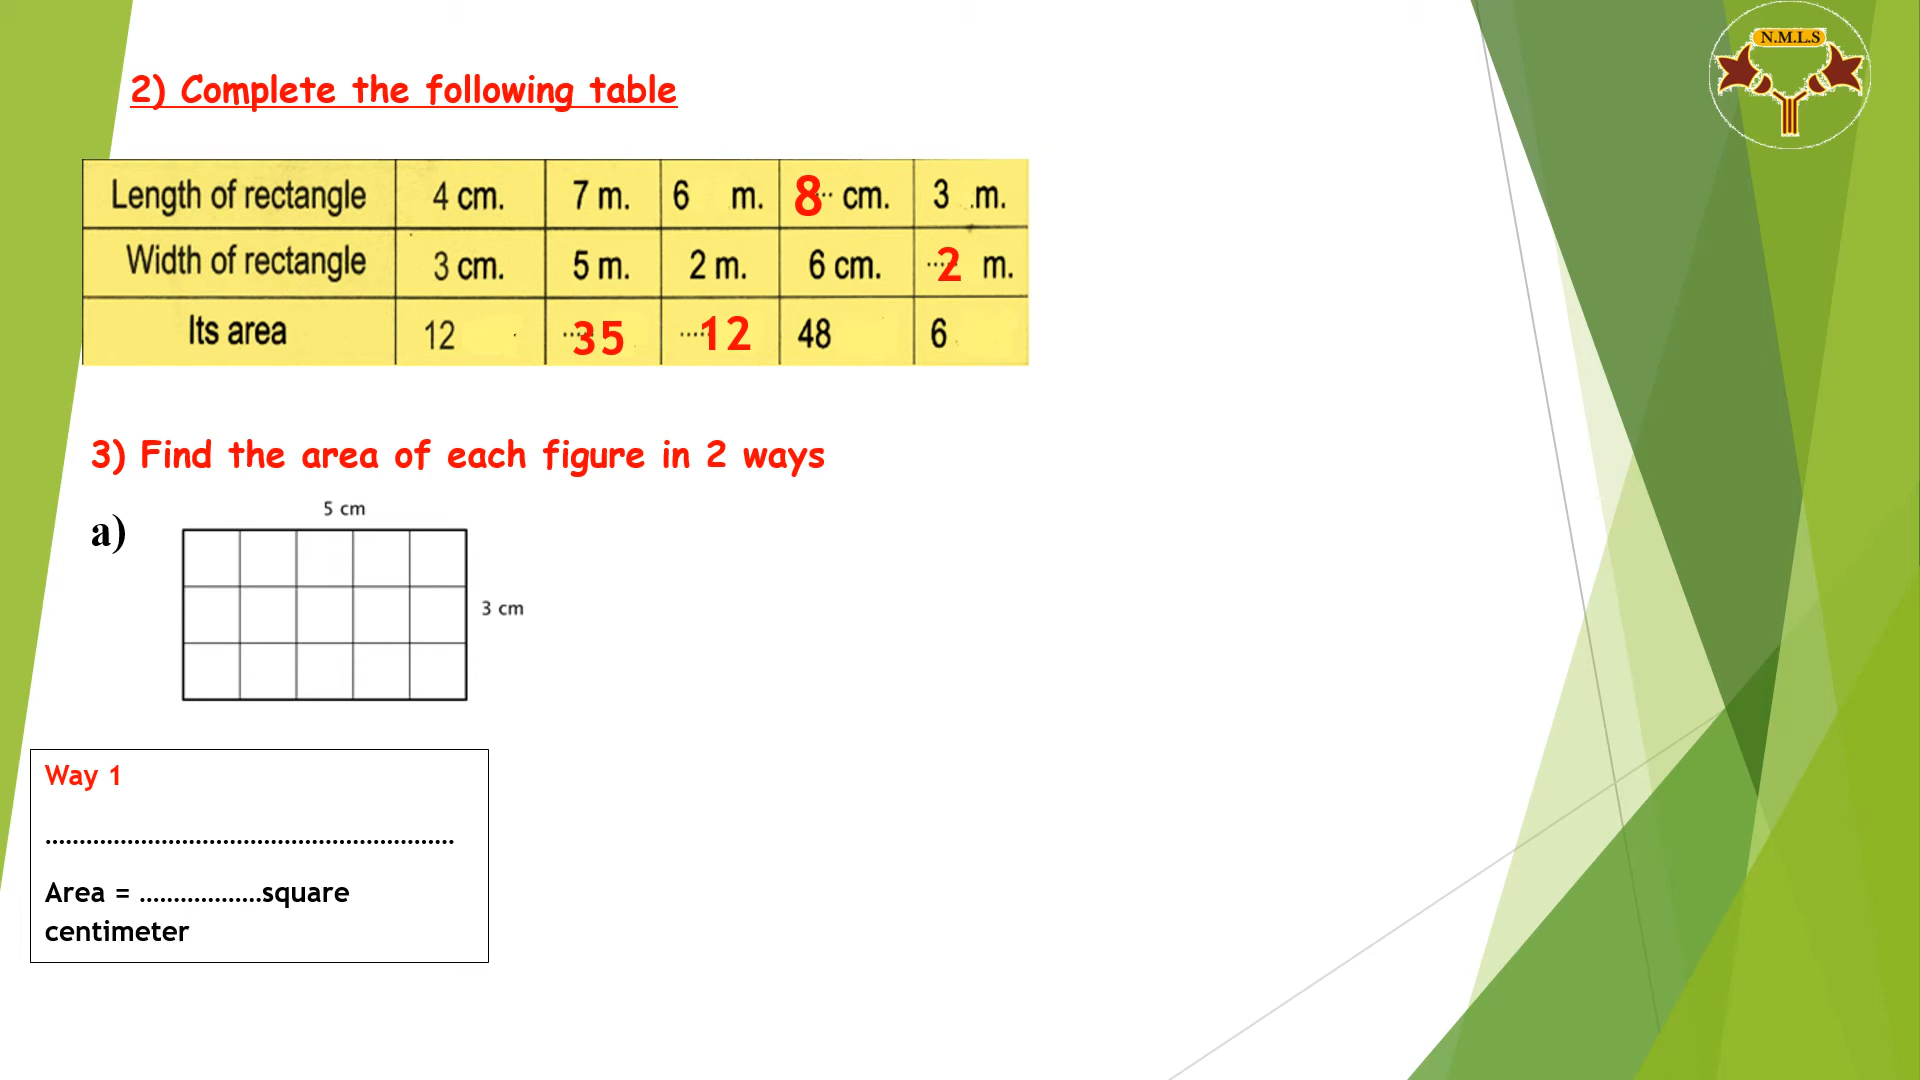 N.M.L.S
2) Complete the following table
Length of rectangle 4 cm. 7 m. 6 m. 8 cm. 3 m.
Width of rectangle 3 cm. 5 m. 2 m. 6 cm. 2 m.
Its area 12 35 12 48 6
3) Find the area of each figure in 2 ways
5 cm
a)
3 cm
Way 1
............................................................
Area = ..................square
centimeter